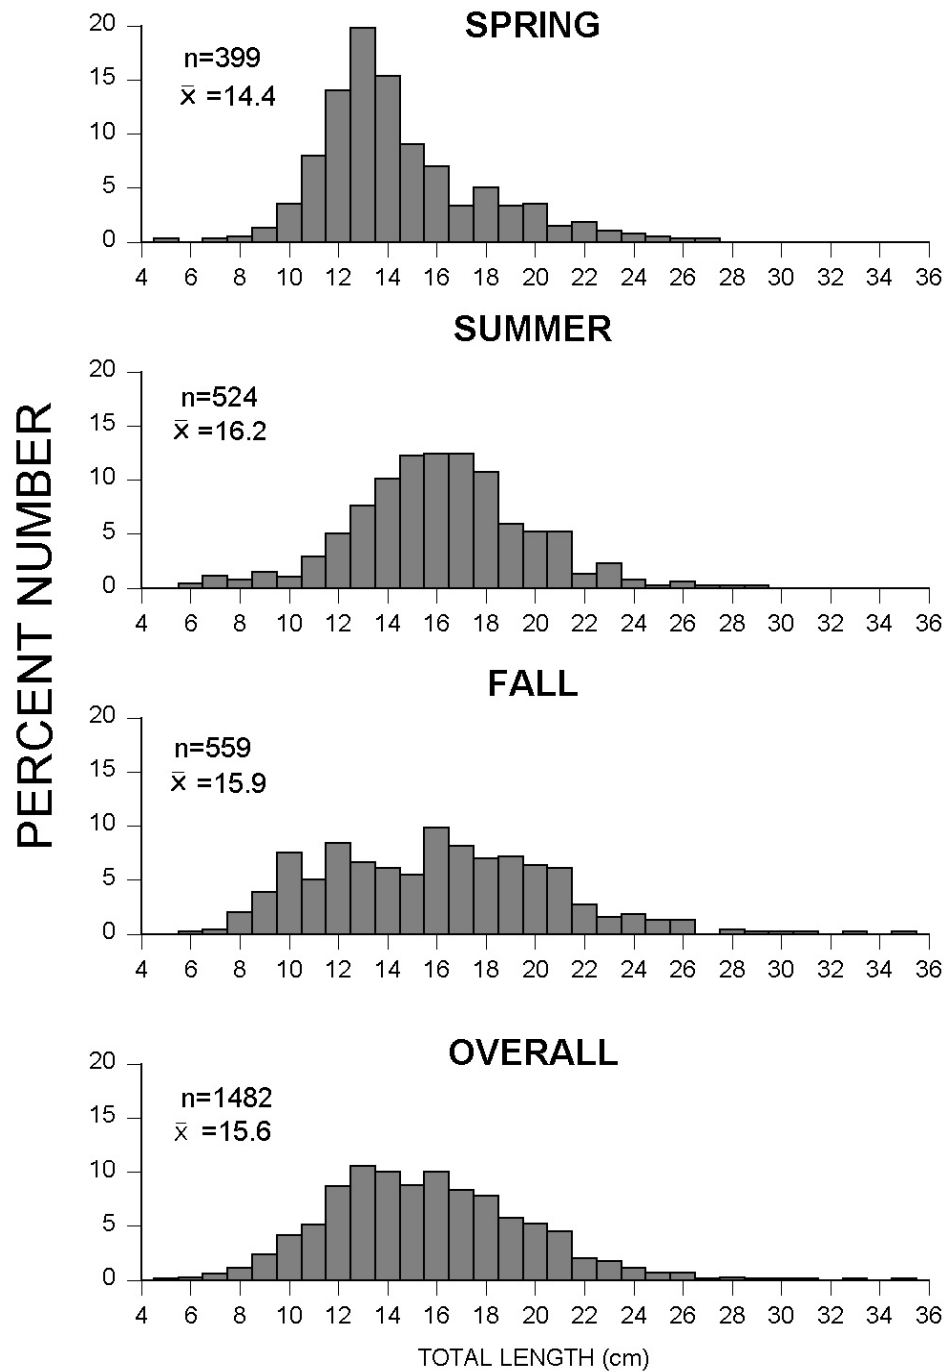 SPRING
n=399
x̄ =14.4
20
15
10
5
0
4 6 8 10 12 14 16 18 20 22 24 26 28 30 32 34 36
SUMMER
n=524
x̄ =16.2
20
15
10
5
0
4 6 8 10 12 14 16 18 20 22 24 26 28 30 32 34 36
PERCENT NUMBER
FALL
n=559
x̄ =15.9
20
15
10
5
0
4 6 8 10 12 14 16 18 20 22 24 26 28 30 32 34 36
OVERALL
n=1482
x̄ =15.6
20
15
10
5
0
4 6 8 10 12 14 16 18 20 22 24 26 28 30 32 34 36
TOTAL LENGTH (cm)